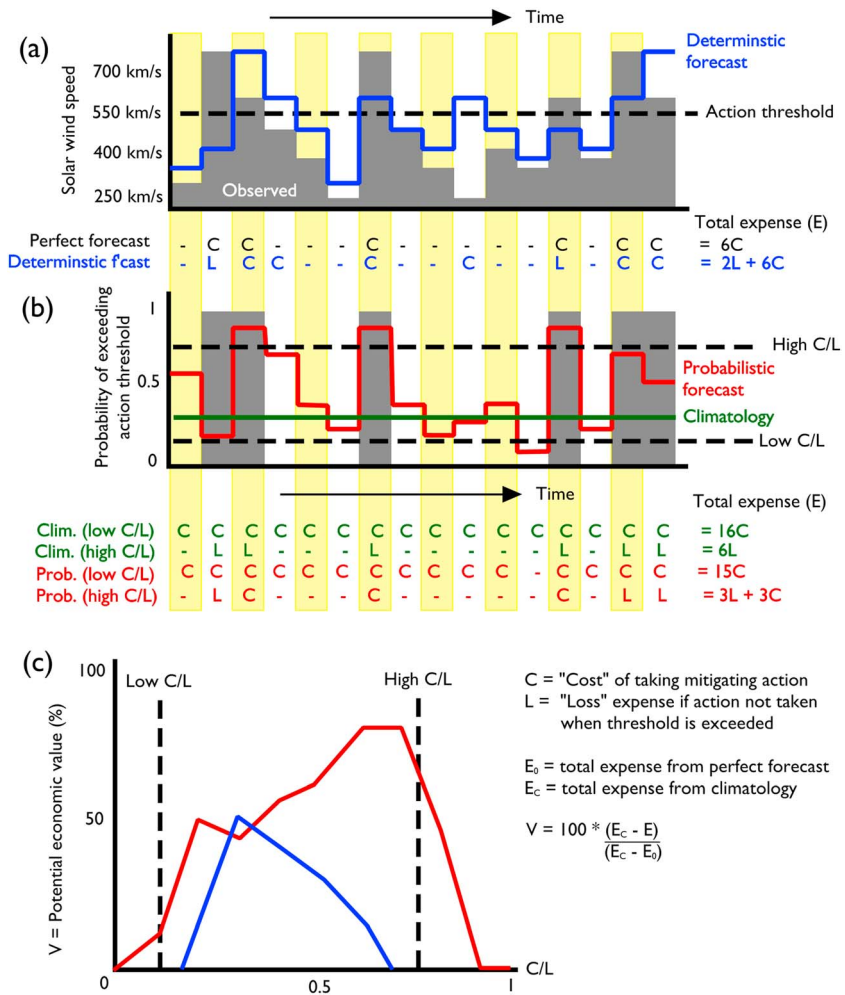 Time
(a)
Solar wind speed
700 km/s
550 km/s
400 km/s
250 km/s
Determinstic
forecast
Action threshold
Observed
Total expense (E)
Perfect forecast - C C - - - C - - - - - C - C C = 6C
Determinstic f'cast - L C C - - C - - C - - L - C C = 2L + 6C
(b)
Probability of exceeding
action threshold
1
0.5
0
High C/L
Probabilistic
forecast
Climatology
Low C/L
Time
Total expense (E)
Clim. (low C/L) C C C C C C C C C C C C C C C C = 16C
Clim. (high C/L) - L L - - - L - - - - - L - L L = 6L
Prob. (low C/L) C C C C C C C C C C C - C C C C = 15C
Prob. (high C/L) - L C - - - C - - - - - C - L L = 3L + 3C
(c)
V = Potential economic value (%)
100
50
0
Low C/L
High C/L
0.5
1
C/L
C = "Cost" of taking mitigating action
L = "Loss" expense if action not taken
when threshold is exceeded
E₀ = total expense from perfect forecast
E_C = total expense from climatology
V = 100 * (E_C - E)
(E_C - E₀)